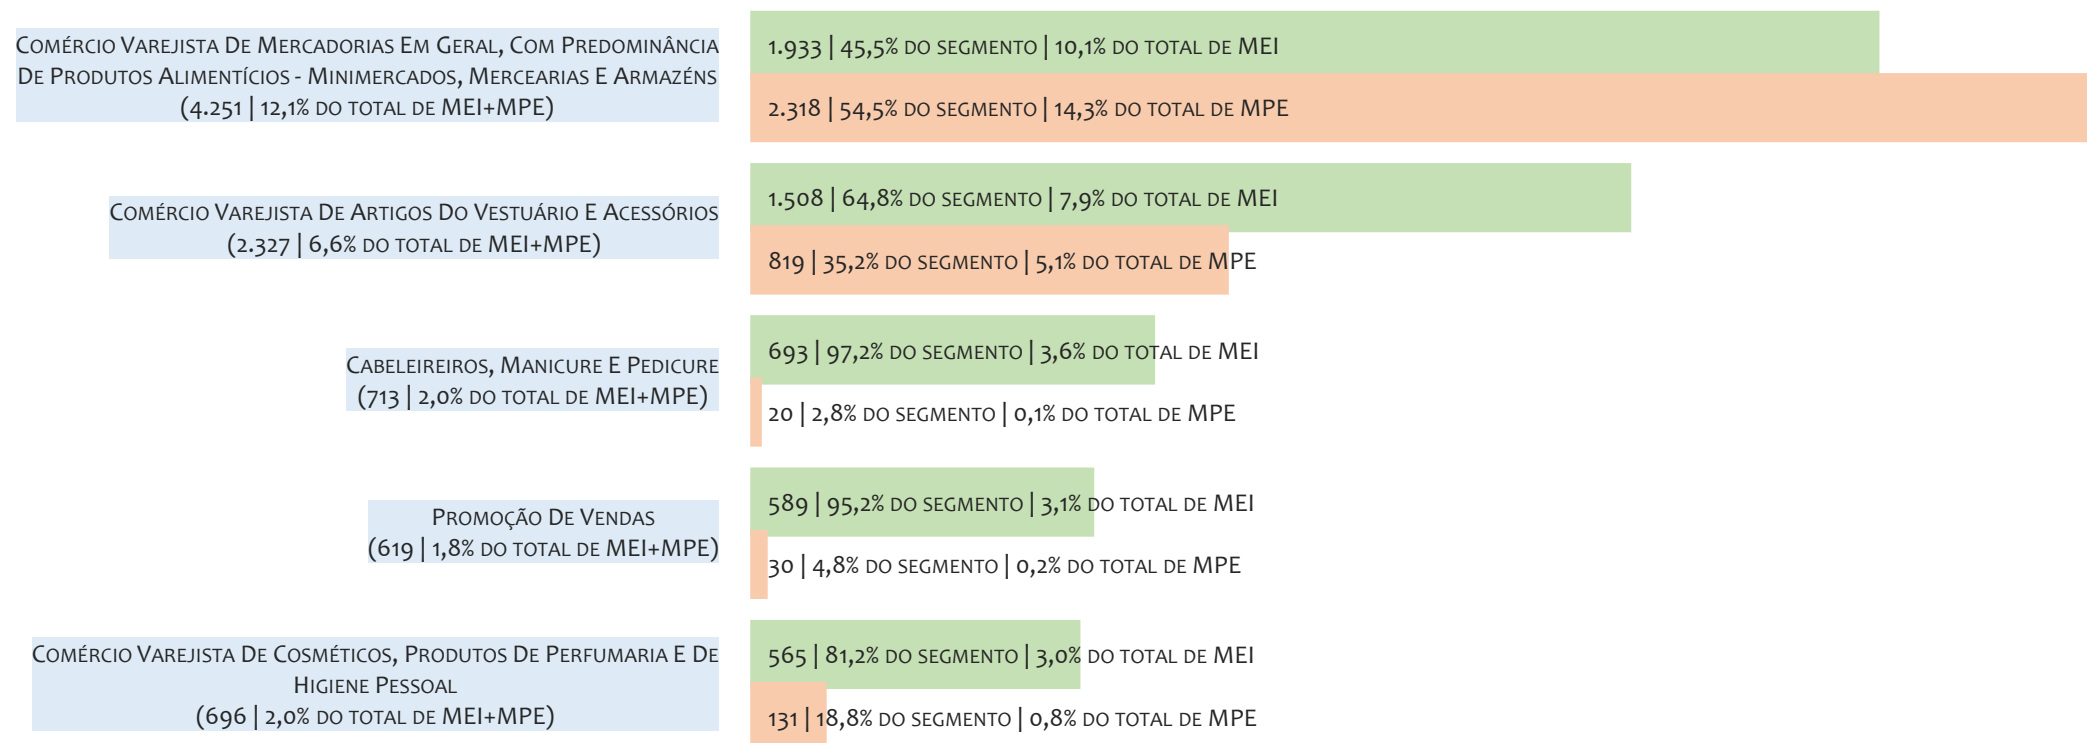 Comércio Varejista De Mercadorias Em Geral, Com Predominância
De Produtos Alimentícios - Minimercados, Mercearias E Armazéns
(4.251 | 12,1% do total de MEI+MPE)
1.933 | 45,5% do segmento | 10,1% do total de MEI
2.318 | 54,5% do segmento | 14,3% do total de MPE
Comércio Varejista De Artigos Do Vestuário E Acessórios
(2.327 | 6,6% do total de MEI+MPE)
1.508 | 64,8% do segmento | 7,9% do total de MEI
819 | 35,2% do segmento | 5,1% do total de MPE
Cabeleireiros, Manicure E Pedicure
(713 | 2,0% do total de MEI+MPE)
693 | 97,2% do segmento | 3,6% do total de MEI
20 | 2,8% do segmento | 0,1% do total de MPE
Promoção De Vendas
(619 | 1,8% do total de MEI+MPE)
589 | 95,2% do segmento | 3,1% do total de MEI
30 | 4,8% do segmento | 0,2% do total de MPE
Comércio Varejista De Cosméticos, Produtos De Perfumaria E De
Higiene Pessoal
(696 | 2,0% do total de MEI+MPE)
565 | 81,2% do segmento | 3,0% do total de MEI
131 | 18,8% do segmento | 0,8% do total de MPE